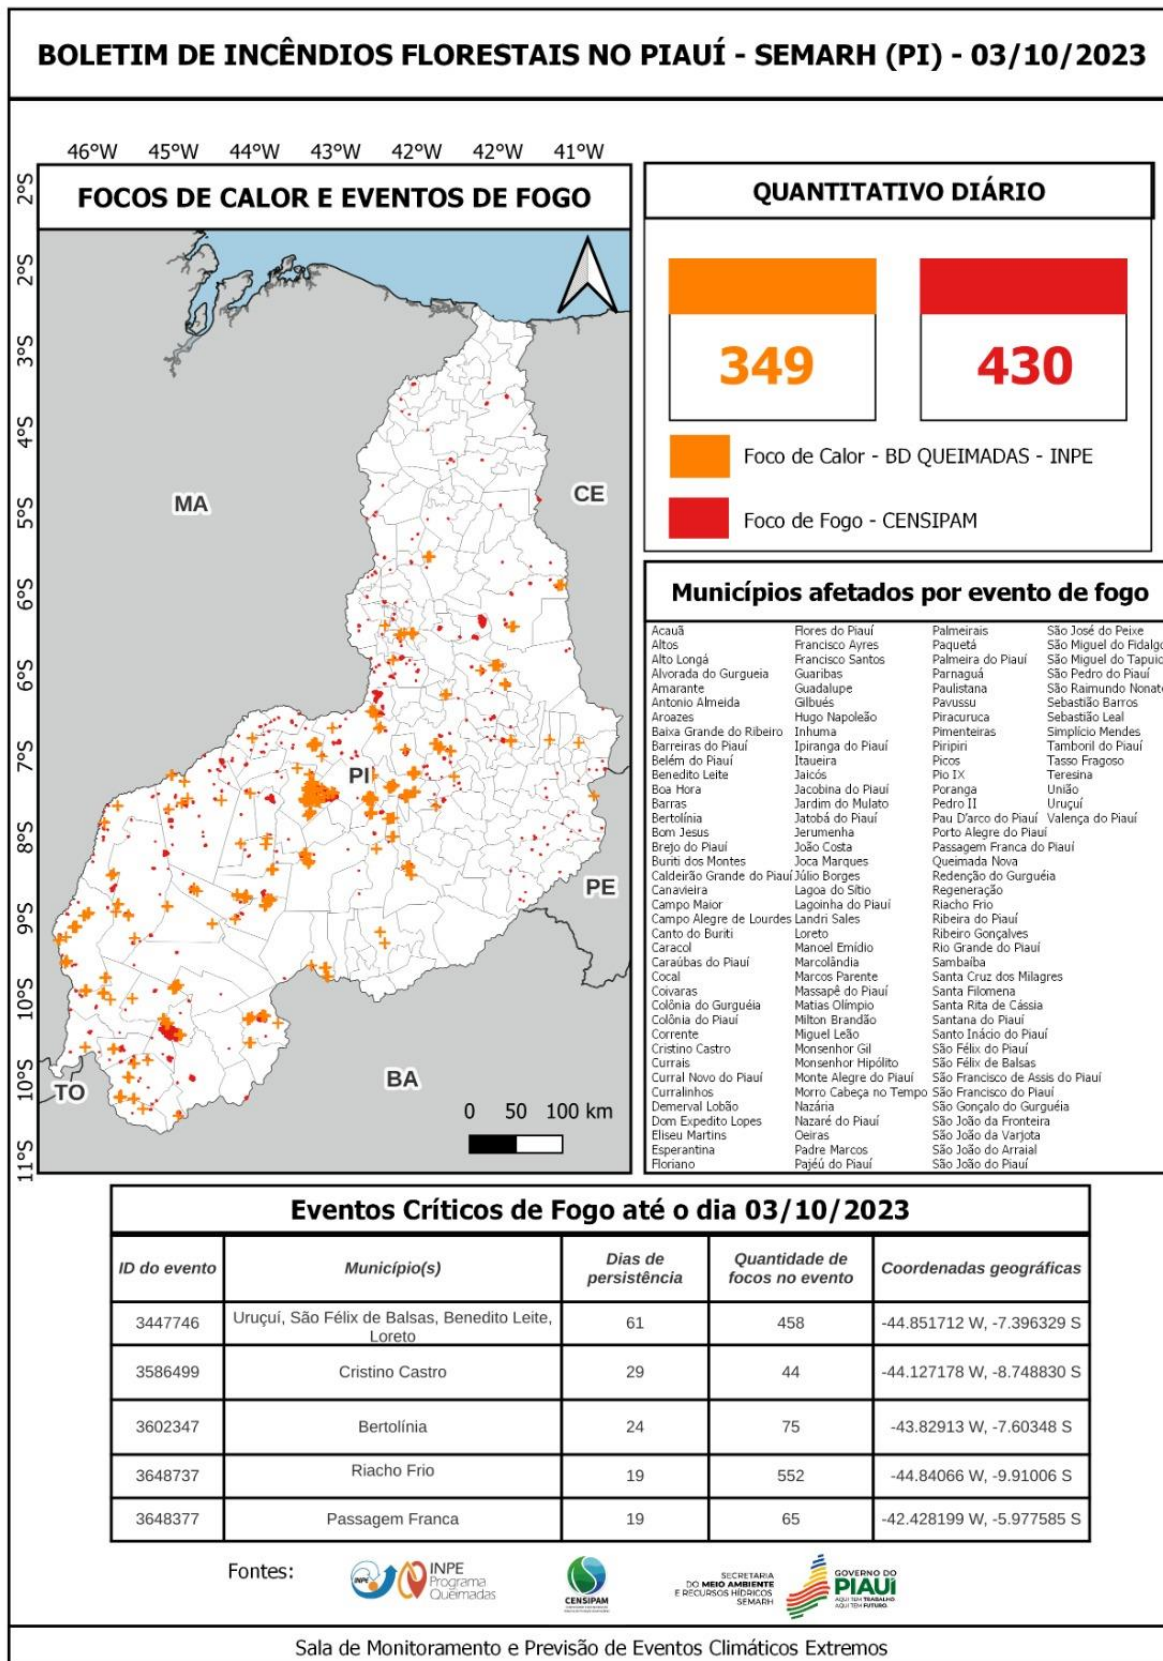 BOLETIM DE INCÊNDIOS FLORESTAIS NO PIAUÍ - SEMARH (PI) - 03/10/2023
46°W 45°W 44°W 43°W 42°W 42°W 41°W
FOCOS DE CALOR E EVENTOS DE FOGO
2°S
2°S
3°S
4°S
5°S
6°S
6°S
7°S
8°S
9°S
10°S
10°S
11°S
MA
CE
PI
PE
TO
BA
0 50 100 km
QUANTITATIVO DIÁRIO
349
430
Foco de Calor - BD QUEIMADAS - INPE
Foco de Fogo - CENSIPAM
Municípios afetados por evento de fogo
Acauã
Altos
Alto Longá
Alvorada do Gurgueia
Amarante
Antonio Almeida
Aroazes
Baixa Grande do Ribeiro
Barreiras do Piauí
Belém do Piauí
Benedito Leite
Boa Hora
Barras
Bertolínia
Bom Jesus
Brejo do Piauí
Buriti dos Montes
Caldeirão Grande do Piauí
Canavieira
Campo Maior
Campo Alegre de Lourdes
Canto do Buriti
Caracol
Caraúbas do Piauí
Cocal
Coivaras
Colônia do Gurguéia
Colônia do Piauí
Corrente
Cristino Castro
Currais
Curral Novo do Piauí
Curralinhos
Demerval Lobão
Dom Expedito Lopes
Eliseu Martins
Esperantina
Floriano
Flores do Piauí
Francisco Ayres
Francisco Santos
Guaribas
Guadalupe
Gilbués
Hugo Napoleão
Inhuma
Ipiranga do Piauí
Itaueira
Jaicós
Jacobina do Piauí
Jardim do Mulato
Jatobá do Piauí
Jerumenha
João Costa
Joca Marques
Júlio Borges
Lagoa do Sítio
Lagoinha do Piauí
Landri Sales
Loreto
Manoel Emídio
Marcolândia
Marcos Parente
Massapê do Piauí
Matias Olímpio
Milton Brandão
Miguel Leão
Monsenhor Gil
Monsenhor Hipólito
Monte Alegre do Piauí
Morro Cabeça no Tempo
Nazária
Nazaré do Piauí
Oeiras
Padre Marcos
Pajéú do Piauí
Palmeirais
Paquetá
Palmeira do Piauí
Parnaguá
Paulistana
Pavussu
Piracuruca
Pimenteiras
Piripiri
Picos
Pio IX
Poranga
Pedro II
Pau D'arco do Piauí
Porto Alegre do Piauí
Passagem Franca do Piauí
Queimada Nova
Redenção do Gurguéia
Regeneração
Riacho Frio
Ribeira do Piauí
Ribeiro Gonçalves
Rio Grande do Piauí
Sambaíba
Santa Cruz dos Milagres
Santa Filomena
Santa Rita de Cássia
Santana do Piauí
Santo Inácio do Piauí
São Félix do Piauí
São Félix de Balsas
São Francisco de Assis do Piauí
São Francisco do Piauí
São Gonçalo do Gurguéia
São João da Fronteira
São João da Varjota
São João do Arraial
São João do Piauí
São José do Peixe
São Miguel do Fidalgo
São Miguel do Tapuio
São Pedro do Piauí
São Raimundo Nonato
Sebastião Barros
Sebastião Leal
Simplício Mendes
Tamboril do Piauí
Tasso Fragoso
Teresina
União
Uruçuí
Valença do Piauí
Eventos Críticos de Fogo até o dia 03/10/2023
ID do evento Município(s) Dias de persistência Quantidade de focos no evento Coordenadas geográficas
3447746 Uruçuí, São Félix de Balsas, Benedito Leite, Loreto 61 458 -44.851712 W, -7.396329 S
3586499 Cristino Castro 29 44 -44.127178 W, -8.748830 S
3602347 Bertolínia 24 75 -43.82913 W, -7.60348 S
3648737 Riacho Frio 19 552 -44.84066 W, -9.91006 S
3648377 Passagem Franca 19 65 -42.428199 W, -5.977585 S
Fontes:
INPE
INPE
Programa
Queimadas
CENSIPAM
SECRETARIA
DO MEIO AMBIENTE
E RECURSOS HÍDRICOS
SEMARH
GOVERNO DO
PIAUÍ
AQUI TEM TRABALHO.
AQUI TEM FUTURO.
Sala de Monitoramento e Previsão de Eventos Climáticos Extremos